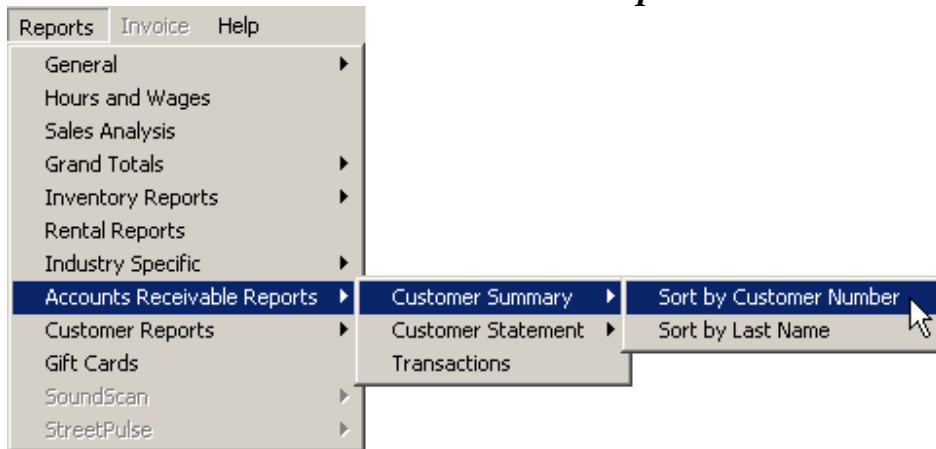 Reports Invoice Help
General
Hours and Wages
Sales Analysis
Grand Totals
Inventory Reports
Rental Reports
Industry Specific
Accounts Receivable Reports
Customer Reports
Gift Cards
SoundScan
StreetPulse
Customer Summary
Customer Statement
Transactions
Sort by Customer Number
Sort by Last Name